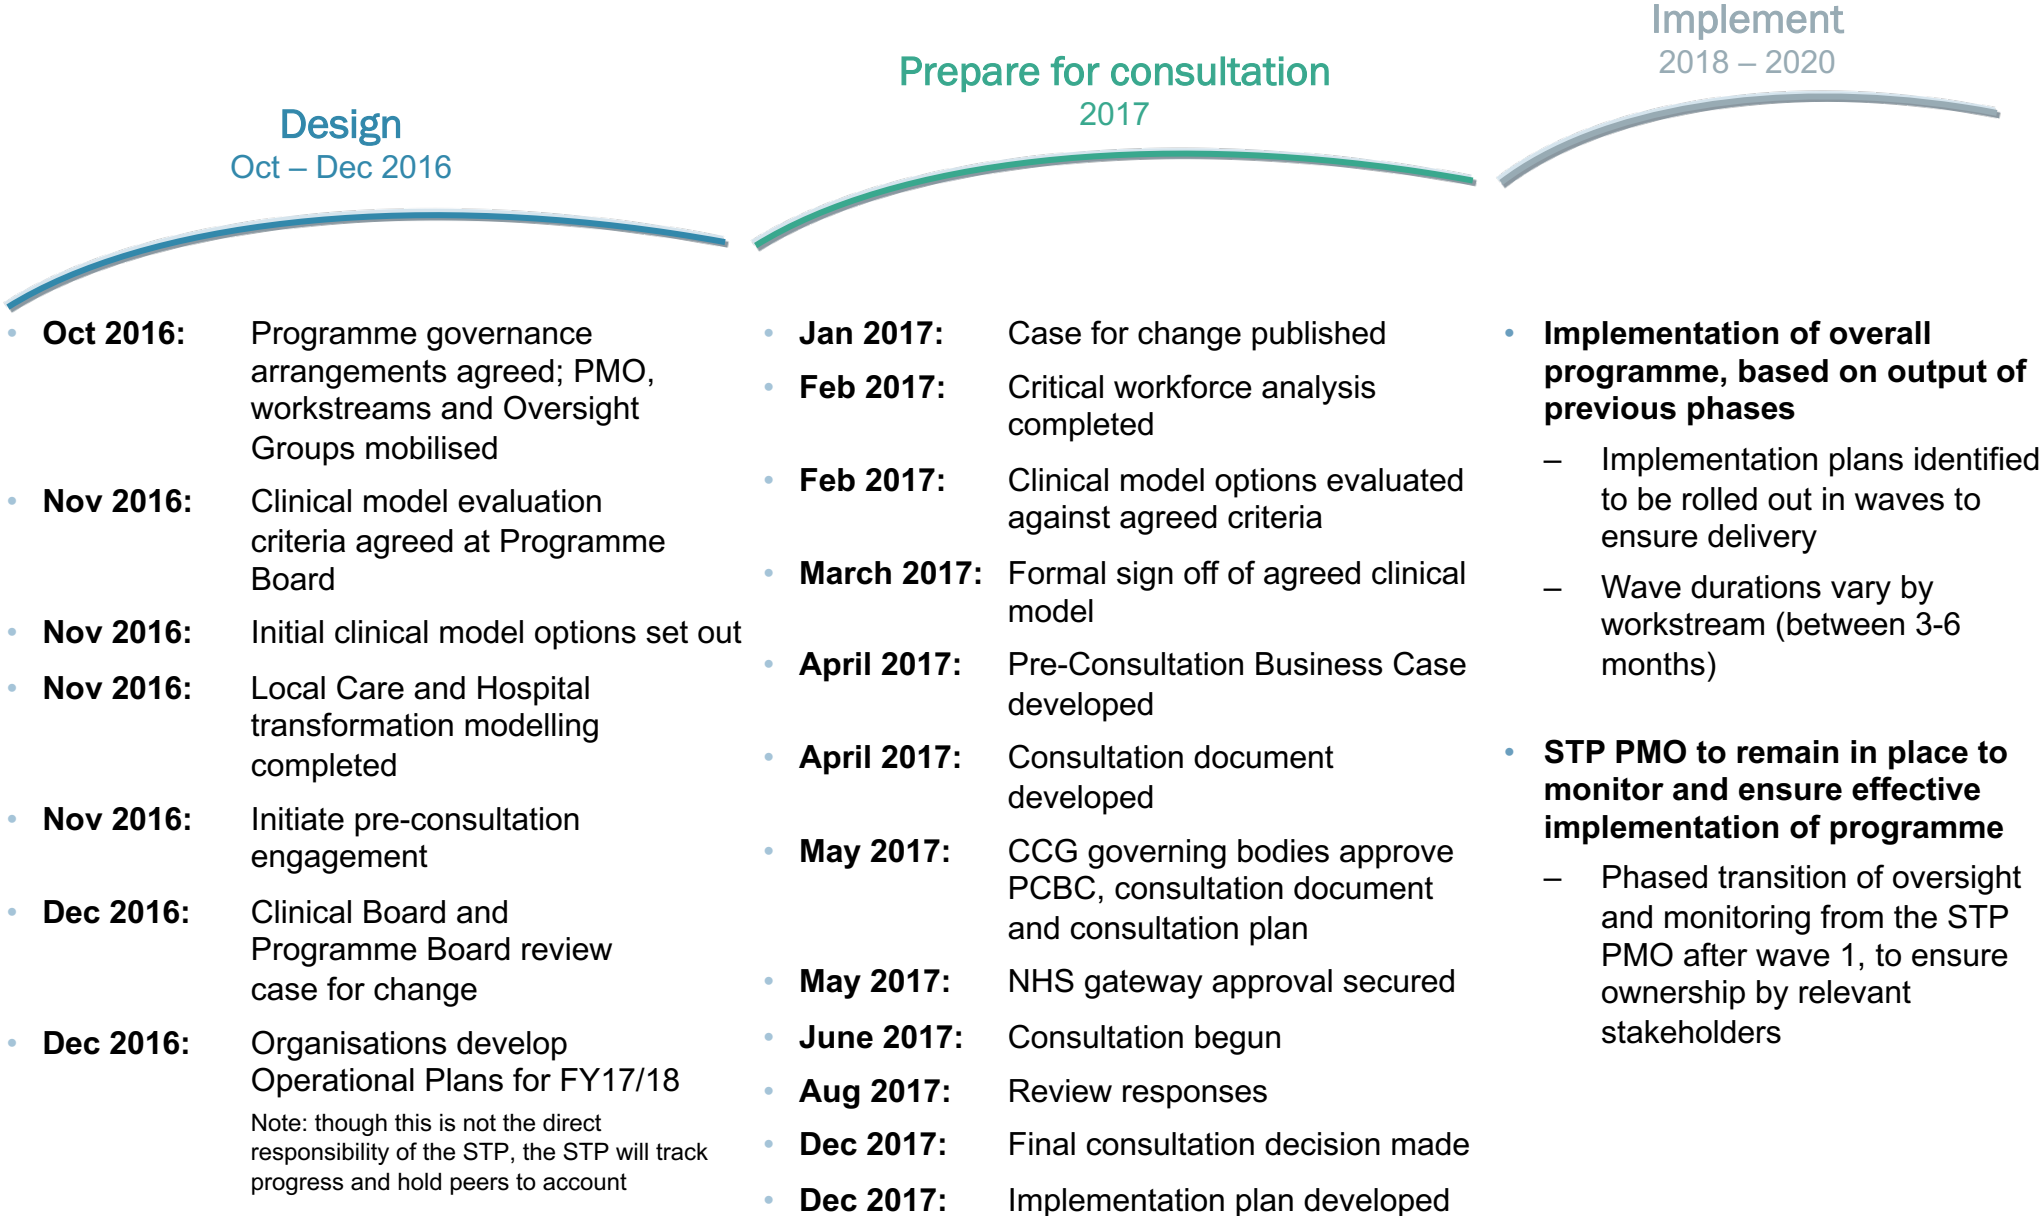 Design
Oct – Dec 2016
• Oct 2016: Programme governance
arrangements agreed; PMO,
workstreams and Oversight
Groups mobilised
• Nov 2016: Clinical model evaluation
criteria agreed at Programme
Board
• Nov 2016: Initial clinical model options set out
• Nov 2016: Local Care and Hospital
transformation modelling
completed
• Nov 2016: Initiate pre-consultation
engagement
• Dec 2016: Clinical Board and
Programme Board review
case for change
• Dec 2016: Organisations develop
Operational Plans for FY17/18
Note: though this is not the direct
responsibility of the STP, the STP will track
progress and hold peers to account
Prepare for consultation
2017
• Jan 2017: Case for change published
• Feb 2017: Critical workforce analysis
completed
• Feb 2017: Clinical model options evaluated
against agreed criteria
• March 2017: Formal sign off of agreed clinical
model
• April 2017: Pre-Consultation Business Case
developed
• April 2017: Consultation document
developed
• May 2017: CCG governing bodies approve
PCBC, consultation document
and consultation plan
• May 2017: NHS gateway approval secured
• June 2017: Consultation begun
• Aug 2017: Review responses
• Dec 2017: Final consultation decision made
• Dec 2017: Implementation plan developed
Implement
2018 – 2020
• Implementation of overall
programme, based on output of
previous phases
– Implementation plans identified
to be rolled out in waves to
ensure delivery
– Wave durations vary by
workstream (between 3-6
months)
• STP PMO to remain in place to
monitor and ensure effective
implementation of programme
– Phased transition of oversight
and monitoring from the STP
PMO after wave 1, to ensure
ownership by relevant
stakeholders